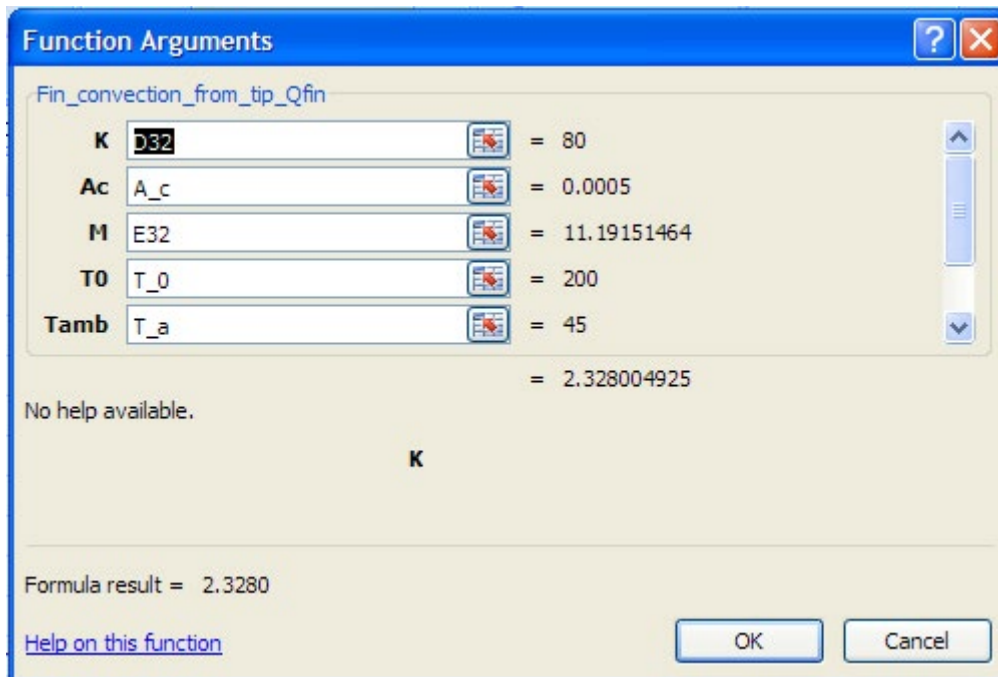 Function Arguments
Fin_convection_from_tip_Qfin
K D32 = 80
Ac A_c = 0.0005
M E32 = 11.19151464
T0 T_0 = 200
Tamb T_a = 45
= 2.328004925
No help available.
K
Formula result = 2.3280
Help on this function OK Cancel